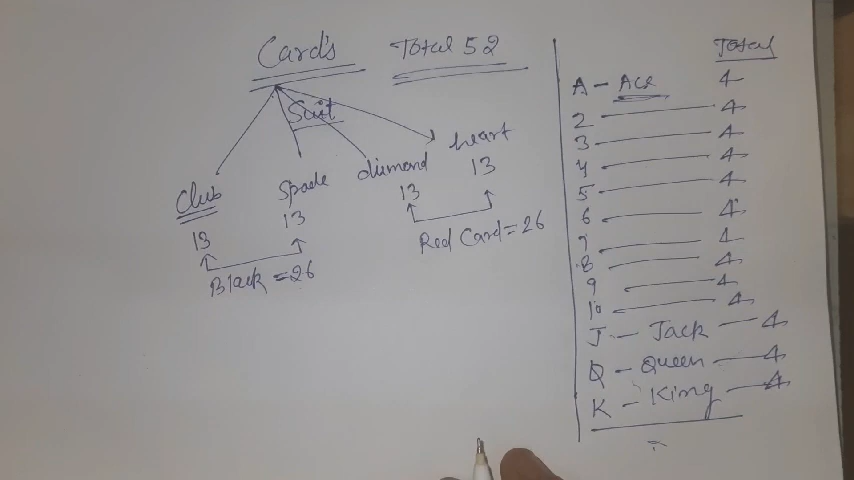 Card's Total 52
Suit
Club
13
Spade
13
dimond
13
heart
13
Black = 26
Red Card = 26
Total
A - Ace 4
2 4
3 4
4 4
5 4
6 4
7 4
8 4
9 4
10 4
J - Jack - 4
Q - Queen - 4
K - King - 4